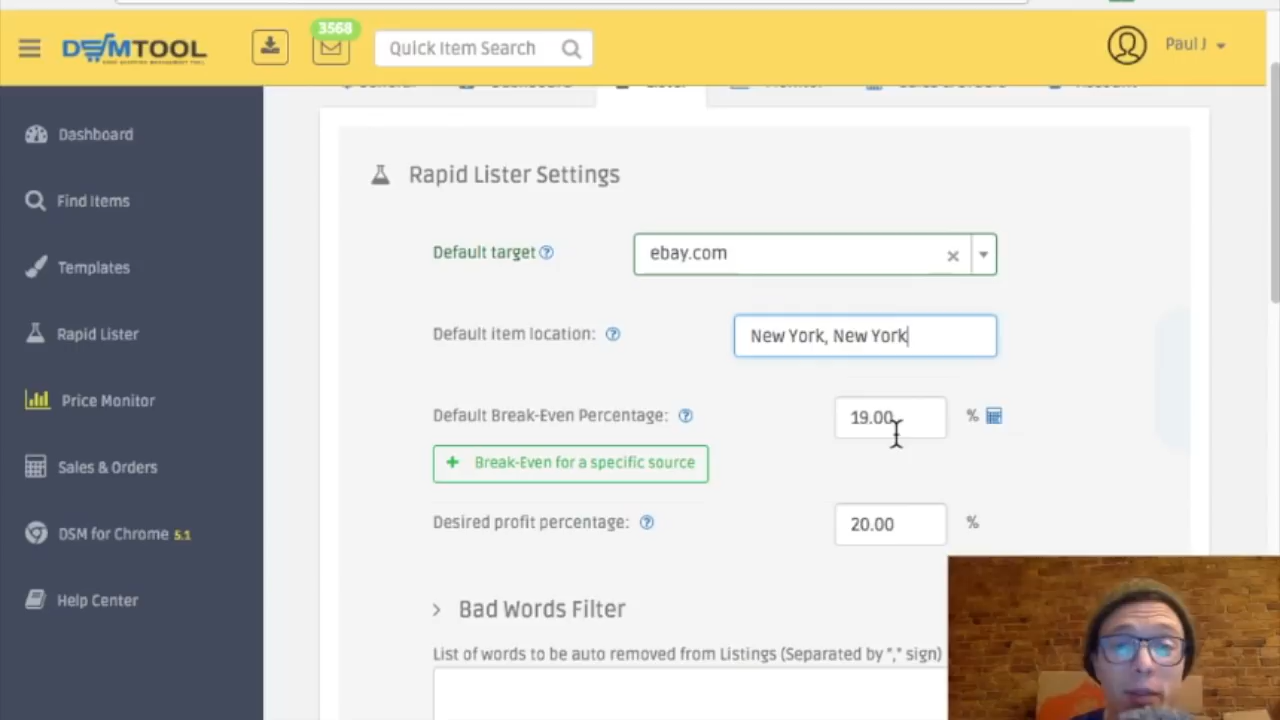 3568
DSMTOOL
Quick Item Search
Paul J
Dashboard
Find Items
Templates
Rapid Lister
Price Monitor
Sales & Orders
DSM for Chrome 5.1
Help Center
Rapid Lister Settings
Default target
ebay.com
Default item location:
New York, New York
Default Break-Even Percentage:
19.00 %
+ Break-Even for a specific source
Desired profit percentage:
20.00 %
Bad Words Filter
List of words to be auto removed from Listings (Separated by "," sign)